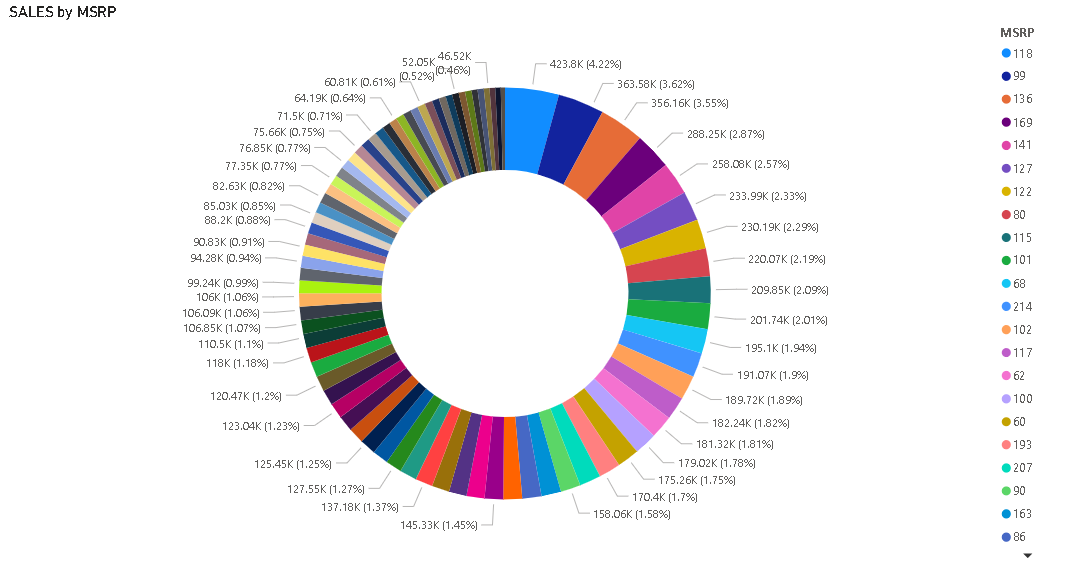 SALES by MSRP
MSRP
118
99
136
169
141
127
122
80
115
101
68
214
102
117
62
100
60
193
207
90
163
86
423.8K (4.22%)
363.58K (3.62%)
356.16K (3.55%)
288.25K (2.87%)
258.08K (2.57%)
233.99K (2.33%)
230.19K (2.29%)
220.07K (2.19%)
209.85K (2.09%)
201.74K (2.01%)
195.1K (1.94%)
191.07K (1.9%)
189.72K (1.89%)
182.24K (1.82%)
181.32K (1.81%)
179.02K (1.78%)
175.26K (1.75%)
170.4K (1.7%)
158.06K (1.58%)
145.33K (1.45%)
137.18K (1.37%)
127.55K (1.27%)
125.45K (1.25%)
123.04K (1.23%)
120.47K (1.2%)
118K (1.18%)
110.5K (1.1%)
106.85K (1.07%)
106.09K (1.06%)
106K (1.06%)
99.24K (0.99%)
94.28K (0.94%)
90.83K (0.91%)
88.2K (0.88%)
85.03K (0.85%)
82.63K (0.82%)
77.35K (0.77%)
76.85K (0.77%)
75.66K (0.75%)
71.5K (0.71%)
64.19K (0.64%)
60.81K (0.61%)
52.05K
(0.52%)
46.52K
(0.46%)